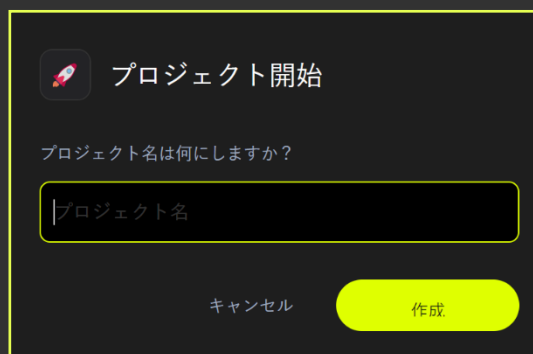 プロジェクト開始
プロジェクト名は何にしますか？
プロジェクト名
キャンセル
作成